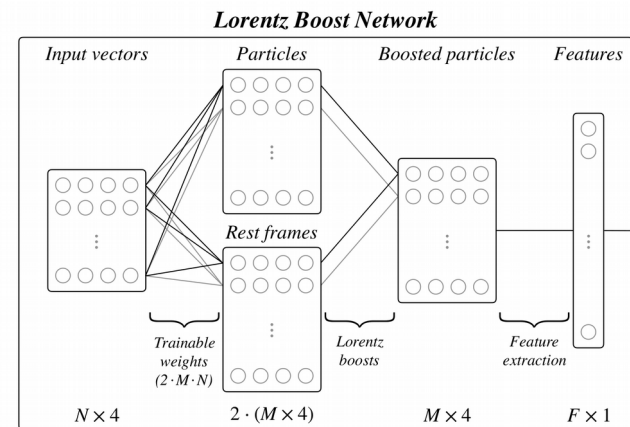 Lorentz Boost Network
Input vectors
Particles
Boosted particles
Features
Rest frames
Trainable
weights
(2·M·N)
Lorentz
boosts
Feature
extraction
N × 4
2 · (M × 4)
M × 4
F × 1